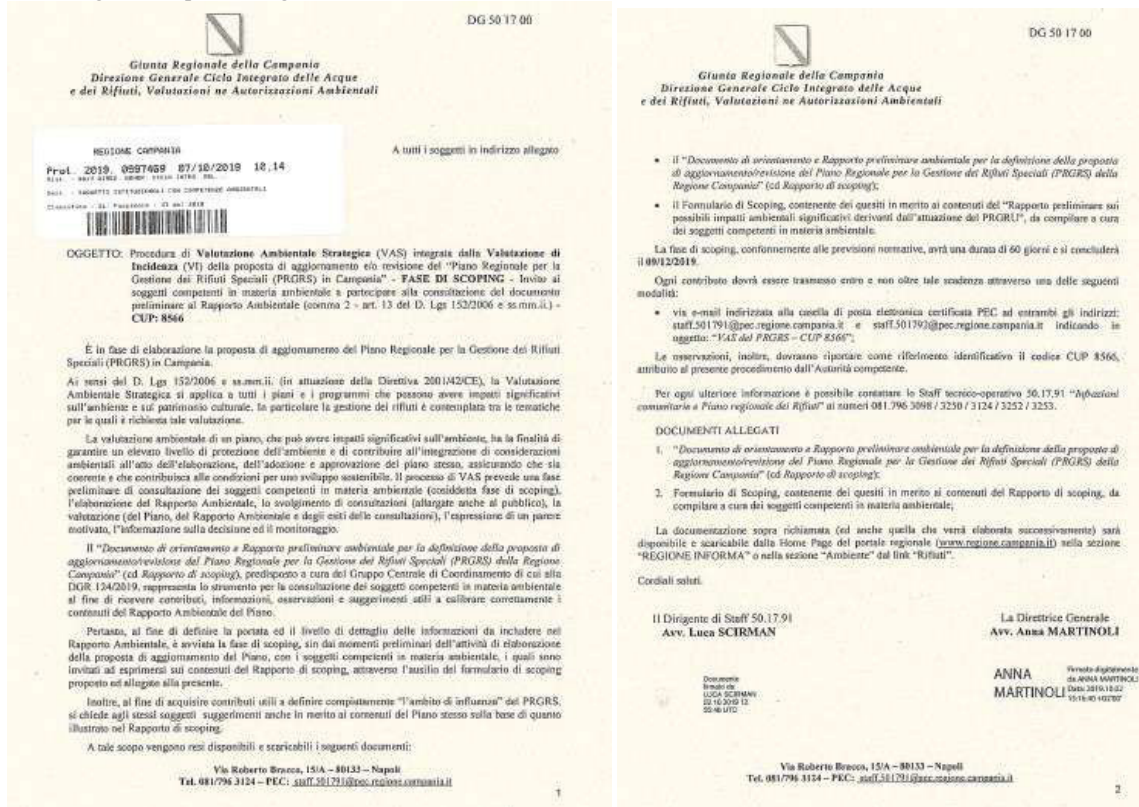 DG 50 17 00
Giunta Regionale della Campania
Direzione Generale Ciclo Integrato delle Acque
e dei Rifiuti, Valutazioni ne Autorizzazioni Ambientali
REGIONE CAMPANIA
Prot. 2019. 0597469 07/10/2019 10,14
A tutti i soggetti in indirizzo allegato
OGGETTO: Procedura di Valutazione Ambientale Strategica (VAS) integrata dalla Valutazione di
Incidenza (VI) della proposta di aggiornamento e/o revisione del "Piano Regionale per la
Gestione dei Rifiuti Speciali (PRGRS) in Campania" - FASE DI SCOPING - Invito ai
soggetti competenti in materia ambientale a partecipare alla consultazione del documento
preliminare al Rapporto Ambientale (comma 2 - art. 13 del D. Lgs 152/2006 e ss.mm.ii.) -
CUP: 8566
È in fase di elaborazione la proposta di aggiornamento del Piano Regionale per la Gestione dei Rifiuti
Speciali (PRGRS) in Campania.
Ai sensi del D. Lgs 152/2006 e ss.mm.ii. (in attuazione della Direttiva 2001/42/CE), la Valutazione
Ambientale Strategica si applica a tutti i piani e i programmi che possono avere impatti significativi
sull'ambiente e sul patrimonio culturale. In particolare la gestione dei rifiuti è contemplata tra le tematiche
per le quali è richiesta tale valutazione.
La valutazione ambientale di un piano, che può avere impatti significativi sull'ambiente, ha la finalità di
garantire un elevato livello di protezione dell'ambiente e di contribuire all'integrazione di considerazioni
ambientali all'atto dell'elaborazione, dell'adozione e approvazione del piano stesso, assicurando che sia
coerente e che contribuisca alle condizioni per uno sviluppo sostenibile. Il processo di VAS prevede una fase
preliminare di consultazione dei soggetti competenti in materia ambientale (cosiddetta fase di scoping),
l'elaborazione del Rapporto Ambientale, lo svolgimento di consultazioni (allargate anche al pubblico), la
valutazione (del Piano, del Rapporto Ambientale e degli esiti delle consultazioni), l'espressione di un parere
motivato, l'informazione sulla decisione ed il monitoraggio.
Il "Documento di orientamento e Rapporto preliminare ambientale per la definizione della proposta di
aggiornamento/revisione del Piano Regionale per la Gestione dei Rifiuti Speciali (PRGRS) della Regione
Campania" (cd Rapporto di scoping), predisposto a cura del Gruppo Centrale di Coordinamento di cui alla
DGR 124/2019, rappresenta lo strumento per la consultazione dei soggetti competenti in materia ambientale
al fine di ricevere contributi, informazioni, osservazioni e suggerimenti utili a calibrare correttamente i
contenuti del Rapporto Ambientale del Piano.
Pertanto, al fine di definire la portata ed il livello di dettaglio delle informazioni da includere nel
Rapporto Ambientale, è avviata la fase di scoping, sin dai momenti preliminari dell'attività di elaborazione
della proposta di aggiornamento del Piano, con i soggetti competenti in materia ambientale, i quali sono
invitati ad esprimersi sui contenuti del Rapporto di scoping, attraverso l'ausilio del formulario di scoping
proposto ed allegato alla presente.
Inoltre, al fine di acquisire contributi utili a definire compiutamente "l'ambito di influenza" del PRGRS,
si chiede agli stessi soggetti suggerimenti anche in merito ai contenuti del Piano stesso sulla base di quanto
illustrato nel Rapporto di scoping.
A tale scopo vengono resi disponibili e scaricabili i seguenti documenti:
Via Roberto Bracco, 15/A – 80133 – Napoli
Tel. 081/796 3124 – PEC: staff.501791@pec.regione.campania.it
1
DG 50 17 00
Giunta Regionale della Campania
Direzione Generale Ciclo Integrato delle Acque
e dei Rifiuti, Valutazioni ne Autorizzazioni Ambientali
• il "Documento di orientamento e Rapporto preliminare ambientale per la definizione della proposta
di aggiornamento/revisione del Piano Regionale per la Gestione dei Rifiuti Speciali (PRGRS) della
Regione Campania" (cd Rapporto di scoping);
• il Formulario di Scoping, contenente dei quesiti in merito ai contenuti del "Rapporto preliminare sui
possibili impatti ambientali significativi derivanti dall'attuazione del PRGRU", da compilare a cura
dei soggetti competenti in materia ambientale.
La fase di scoping, conformemente alle previsioni normative, avrà una durata di 60 giorni e si concluderà
il 09/12/2019.
Ogni contributo dovrà essere trasmesso entro e non oltre tale scadenza attraverso una delle seguenti
modalità:
• via e-mail indirizzata alla casella di posta elettronica certificata PEC ad entrambi gli indirizzi:
staff.501791@pec.regione.campania.it e staff.501792@pec.regione.campania.it indicando in
oggetto: "VAS del PRGRS – CUP 8566";
Le osservazioni, inoltre, dovranno riportare come riferimento identificativo il codice CUP 8566,
attribuito al presente procedimento dall'Autorità competente.
Per ogni ulteriore informazione è possibile contattare lo Staff tecnico-operativo 50.17.91 "Infrazioni
comunitarie e Piano regionale dei Rifiuti" ai numeri 081.796 3098 / 3250 / 3124 / 3252 / 3253.
DOCUMENTI ALLEGATI
1. "Documento di orientamento e Rapporto preliminare ambientale per la definizione della proposta di
aggiornamento/revisione del Piano Regionale per la Gestione dei Rifiuti Speciali (PRGRS) della
Regione Campania" (cd Rapporto di scoping);
2. Formulario di Scoping, contenente dei quesiti in merito ai contenuti del Rapporto di scoping, da
compilare a cura dei soggetti competenti in materia ambientale;
La documentazione sopra richiamata (ed anche quella che verrà elaborata successivamente) sarà
disponibile e scaricabile dalla Home Page del portale regionale (www.regione.campania.it) nella sezione
"REGIONE INFORMA" o nella sezione "Ambiente" dal link "Rifiuti".
Cordiali saluti.
Il Dirigente di Staff 50.17.91
Avv. Luca SCIRMAN
La Direttrice Generale
Avv. Anna MARTINOLI
Documento
firmato da
LUCA SCIRMAN
ANNA
MARTINOLI
Firmato digitalmente
da ANNA MARTINOLI
Via Roberto Bracco, 15/A – 80133 – Napoli
Tel. 081/796 3124 – PEC: staff.501791@pec.regione.campania.it
2